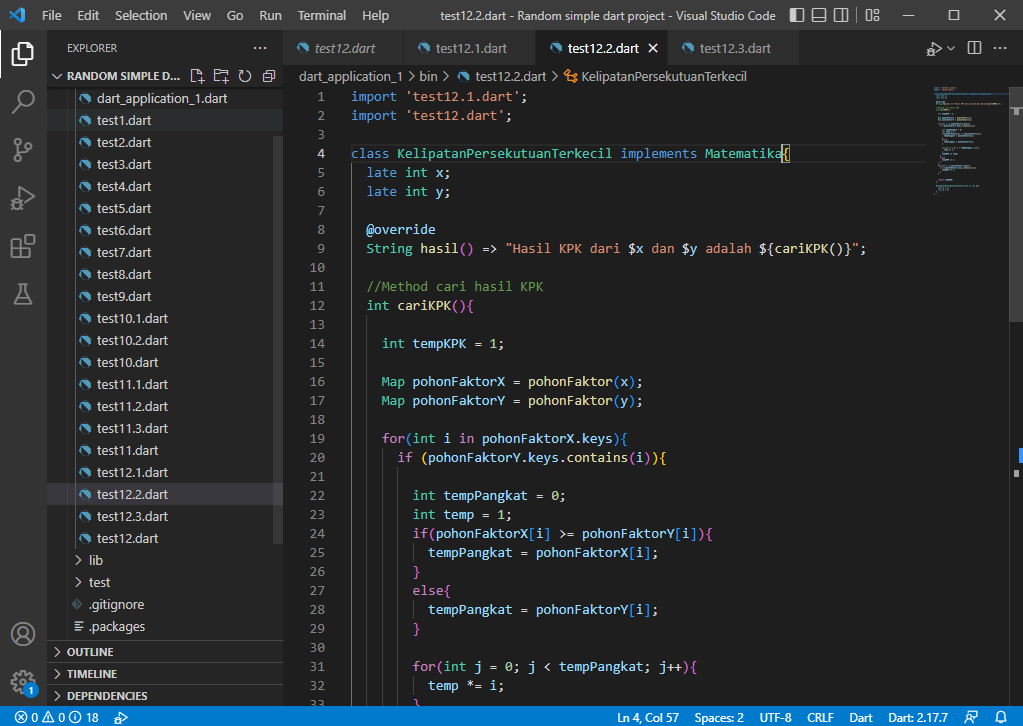 File Edit Selection View Go Run Terminal Help test12.2.dart - Random simple dart project - Visual Studio Code
EXPLORER
RANDOM SIMPLE D...
dart_application_1.dart
test1.dart
test2.dart
test3.dart
test4.dart
test5.dart
test6.dart
test7.dart
test8.dart
test9.dart
test10.1.dart
test10.2.dart
test10.dart
test11.1.dart
test11.2.dart
test11.3.dart
test11.dart
test12.1.dart
test12.2.dart
test12.3.dart
test12.dart
lib
test
.gitignore
.packages
OUTLINE
TIMELINE
DEPENDENCIES
1
test12.dart test12.1.dart test12.2.dart test12.3.dart
dart_application_1 > bin > test12.2.dart > KelipatanPersekutuanTerkecil
1 import 'test12.1.dart';
2 import 'test12.dart';
3
4 class KelipatanPersekutuanTerkecil implements Matematika{
5 late int x;
6 late int y;
7
8 @override
9 String hasil() => "Hasil KPK dari $x dan $y adalah ${cariKPK()}";
10
11 //Method cari hasil KPK
12 int cariKPK(){
13
14 int tempKPK = 1;
15
16 Map pohonFaktorX = pohonFaktor(x);
17 Map pohonFaktorY = pohonFaktor(y);
18
19 for(int i in pohonFaktorX.keys){
20 if (pohonFaktorY.keys.contains(i)){
21
22 int tempPangkat = 0;
23 int temp = 1;
24 if(pohonFaktorX[i] >= pohonFaktorY[i]){
25 tempPangkat = pohonFaktorX[i];
26 }
27 else{
28 tempPangkat = pohonFaktorY[i];
29 }
30
31 for(int j = 0; j < tempPangkat; j++){
32 temp *= i;
33 }
0 0 18 Ln 4, Col 57 Spaces: 2 UTF-8 CRLF Dart Dart: 2.17.7